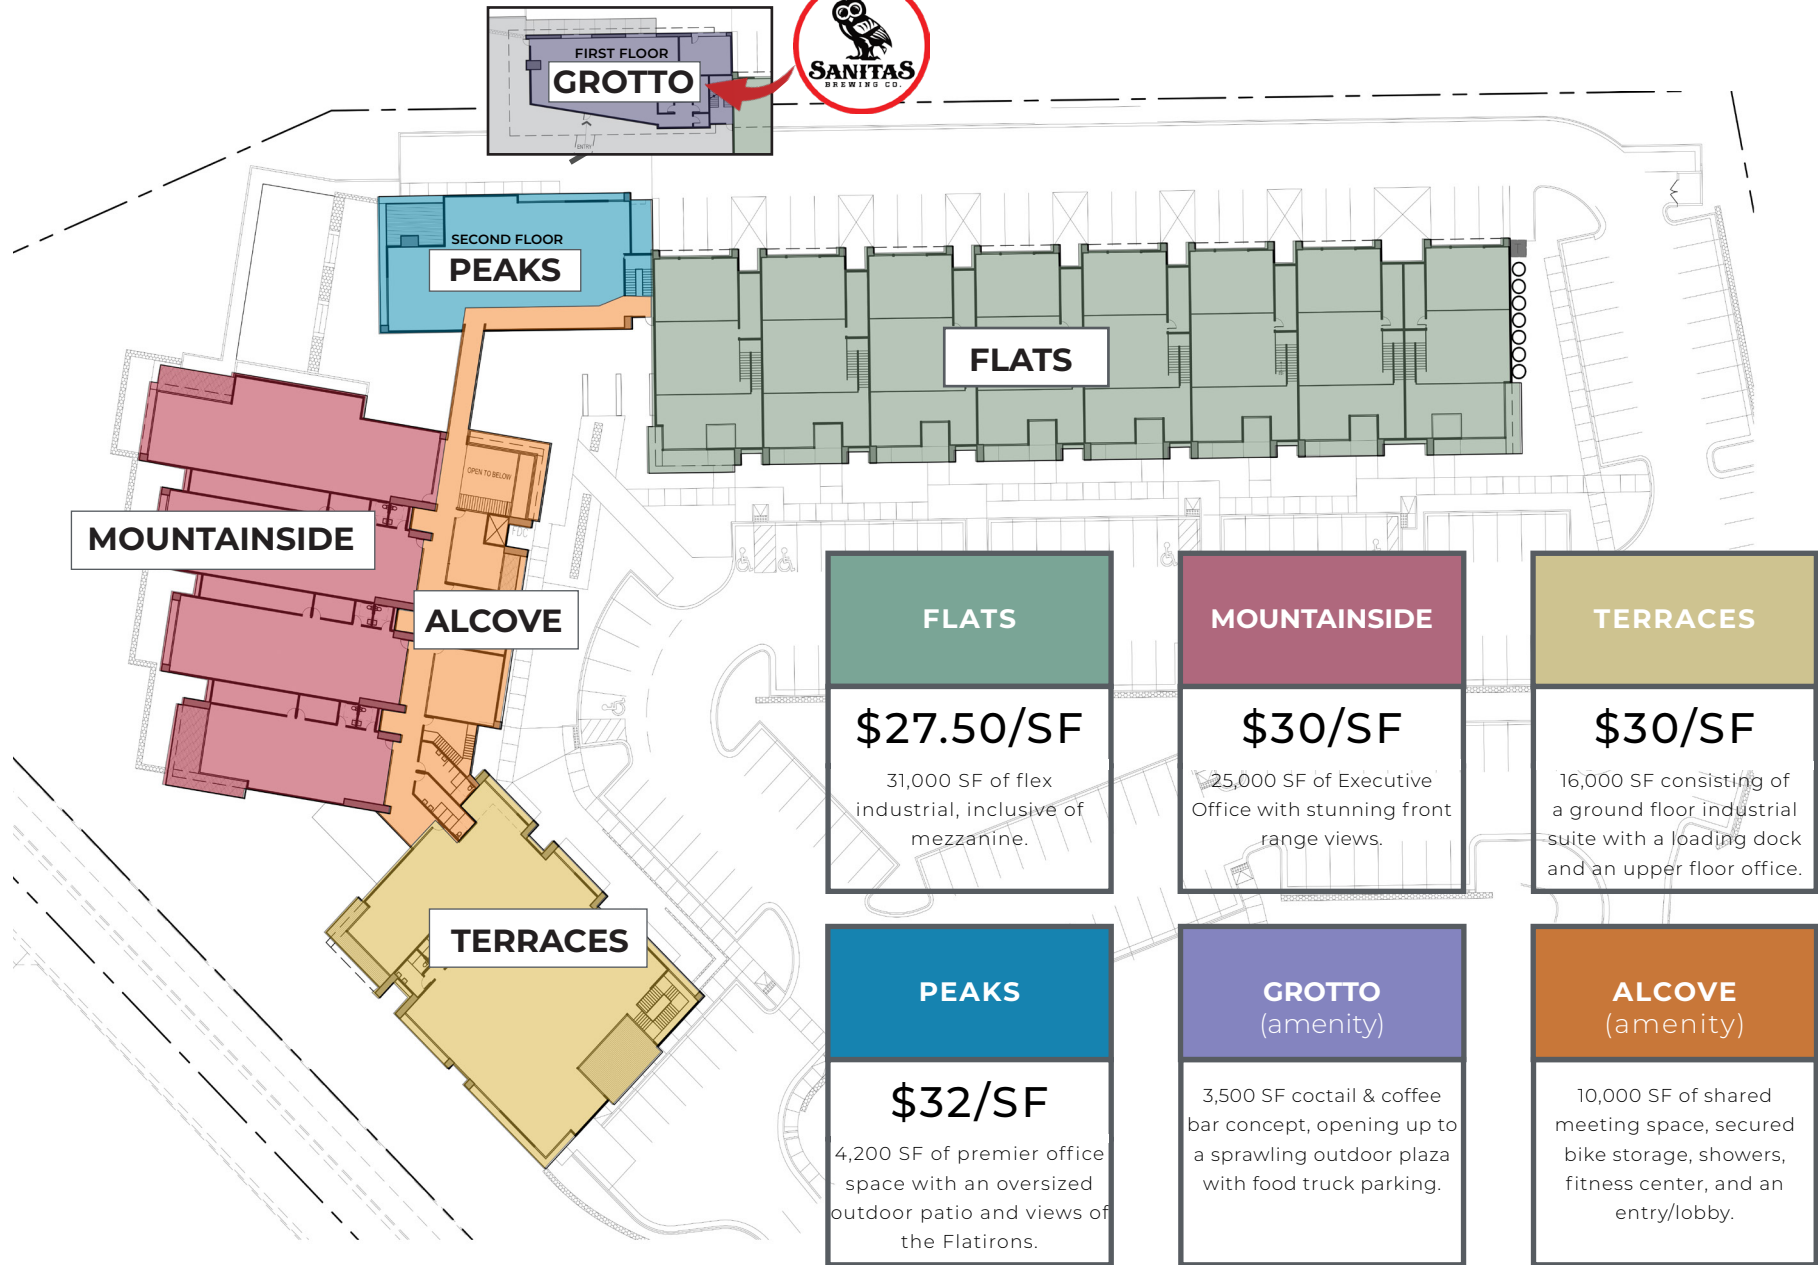 FIRST FLOOR
GROTTO
SANITAS
BREWING CO.
ENTRY
SECOND FLOOR
PEAKS
FLATS
OPEN TO BELOW
MOUNTAINSIDE
ALCOVE
TERRACES
FLATS
$27.50/SF
31,000 SF of flex
industrial, inclusive of
mezzanine.
MOUNTAINSIDE
$30/SF
25,000 SF of Executive
Office with stunning front
range views.
TERRACES
$30/SF
16,000 SF consisting of
a ground floor industrial
suite with a loading dock
and an upper floor office.
PEAKS
$32/SF
4,200 SF of premier office
space with an oversized
outdoor patio and views of
the Flatirons.
GROTTO
(amenity)
3,500 SF coctail & coffee
bar concept, opening up to
a sprawling outdoor plaza
with food truck parking.
ALCOVE
(amenity)
10,000 SF of shared
meeting space, secured
bike storage, showers,
fitness center, and an
entry/lobby.